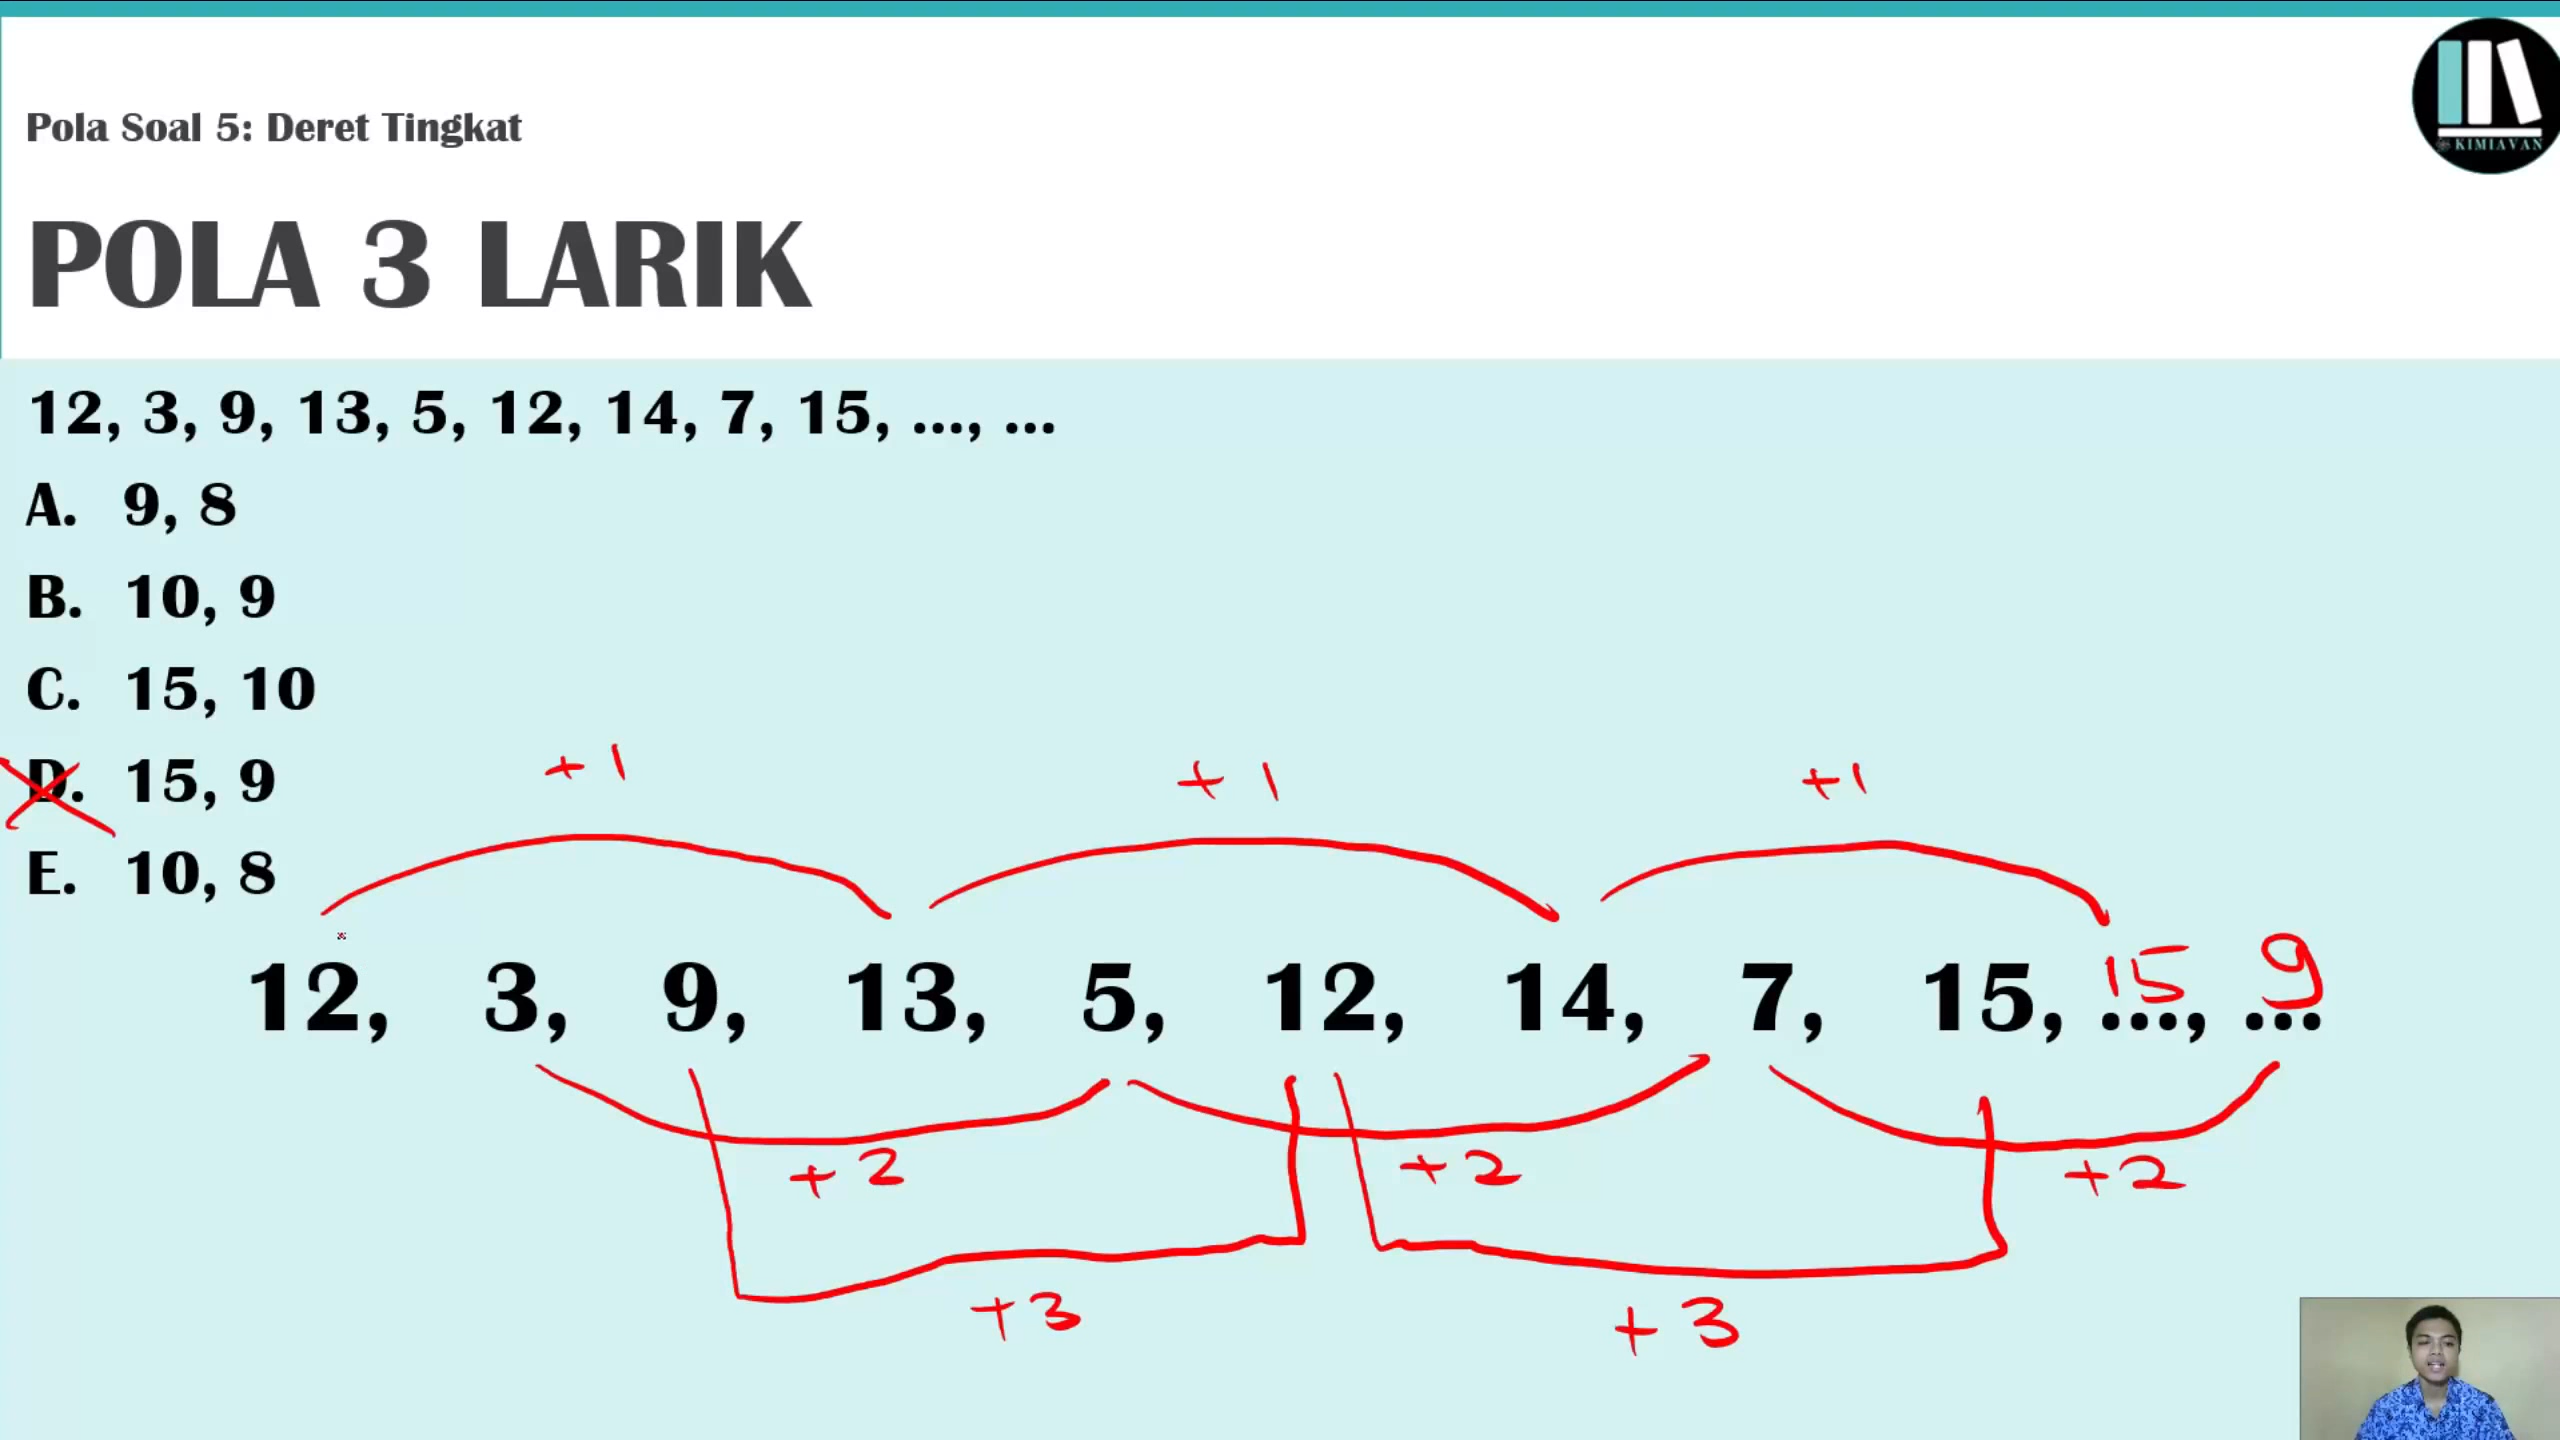 KIMIAVAN
Pola Soal 5: Deret Tingkat
POLA 3 LARIK
12, 3, 9, 13, 5, 12, 14, 7, 15, ..., ...
A. 9, 8
B. 10, 9
C. 15, 10
D. 15, 9
E. 10, 8
+1 +1 +1
12, 3, 9, 13, 5, 12, 14, 7, 15, ..., ...
15 9
+2 +2 +2
+3 +3